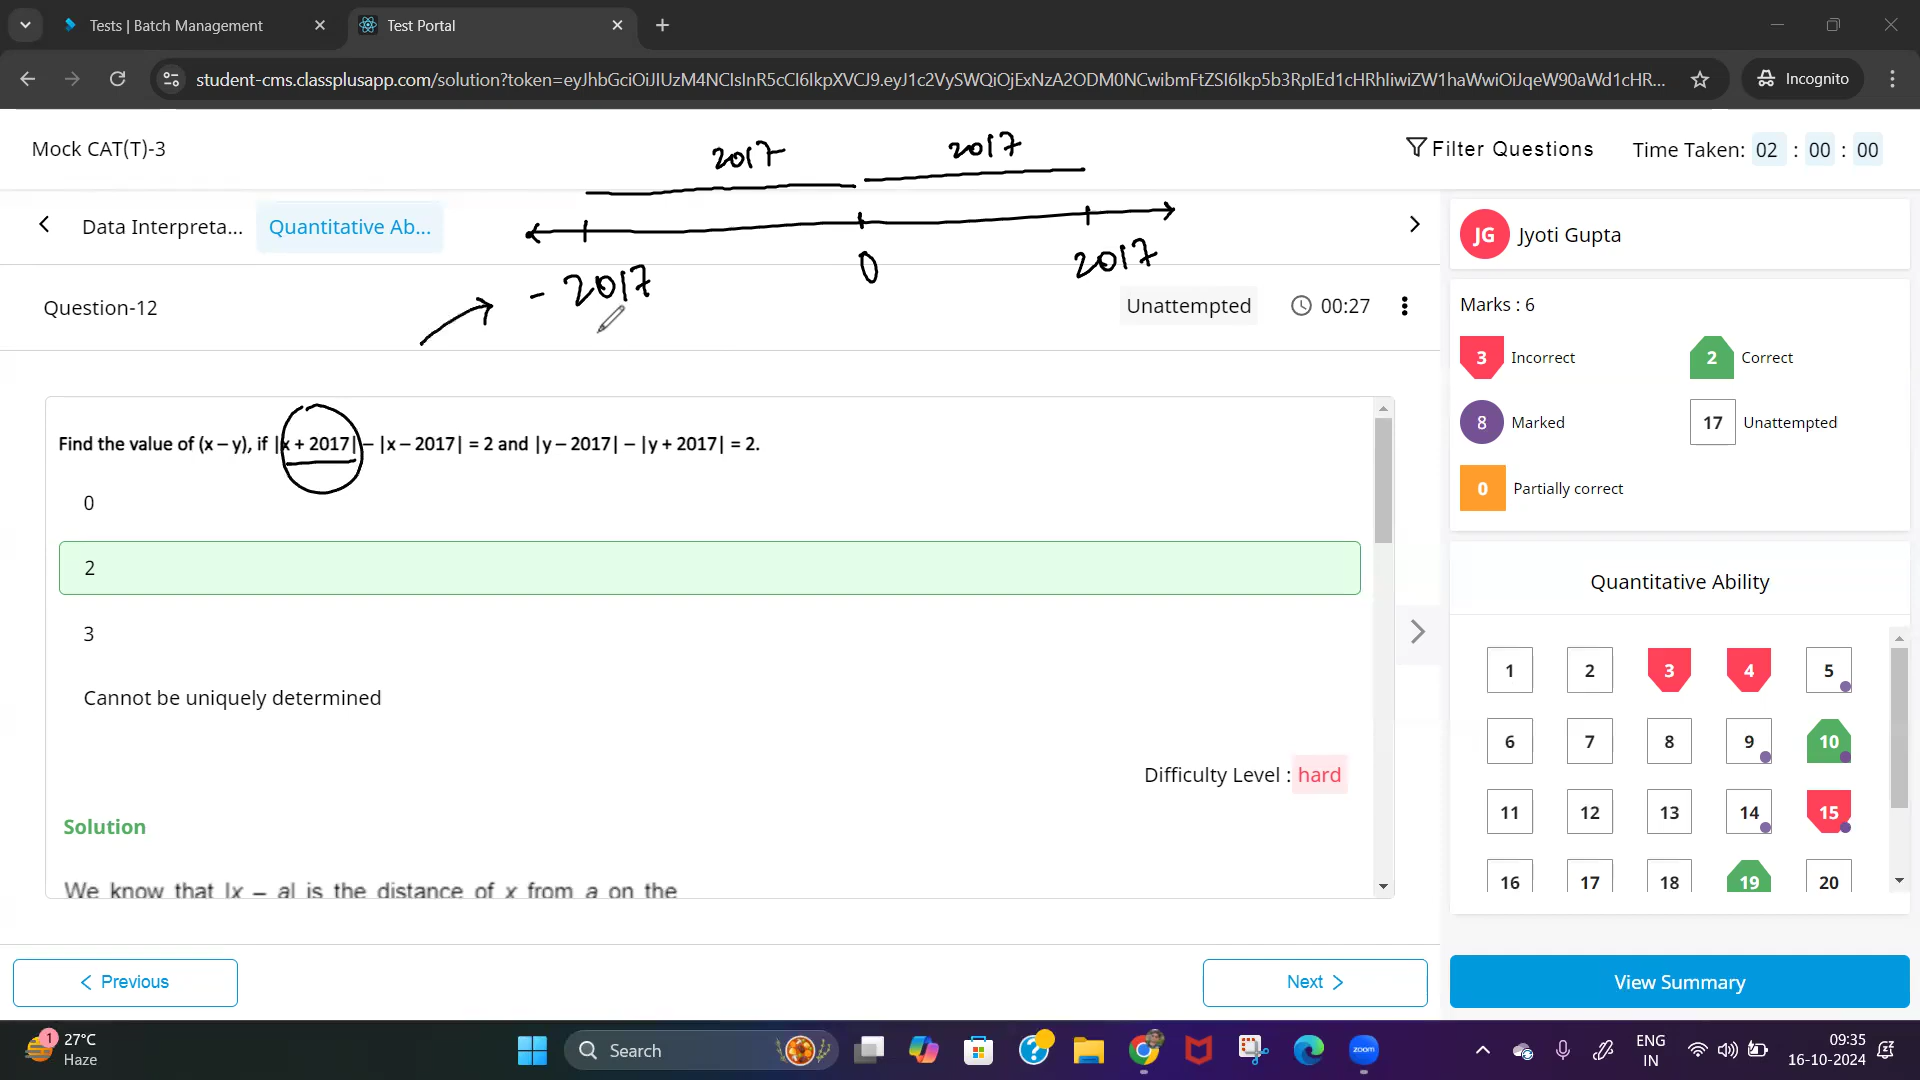 Tests | Batch Management
Test Portal
student-cms.classplusapp.com/solution?token=eyJhbGciOiJIUzM4NCIsInR5cCI6IkpXVCJ9.eyJ1c2VySWQiOjExNzA2ODM0NCwibmFtZSI6Ikp5b3RpIEd1cHRhIiwiZW1haWwiOiJqeW90aWd1cHR...
Incognito
Mock CAT(T)-3
2017
2017
Filter Questions
Time Taken: 02 : 00 : 00
Data Interpreta...
Quantitative Ab...
- 2017
0
2017
JG
Jyoti Gupta
Question-12
Unattempted
00:27
Marks : 6
3 Incorrect
2 Correct
8 Marked
17 Unattempted
0 Partially correct
Find the value of (x – y), if |x + 2017| – |x – 2017| = 2 and |y – 2017| – |y + 2017| = 2.
0
2
3
Cannot be uniquely determined
Difficulty Level : hard
Solution
We know that |x – a| is the distance of x from a on the
Quantitative Ability
1 2 3 4 5
6 7 8 9 10
11 12 13 14 15
16 17 18 19 20
Previous
Next
View Summary
1
27°C
Haze
Search
zoom
ENG
IN
09:35
16-10-2024